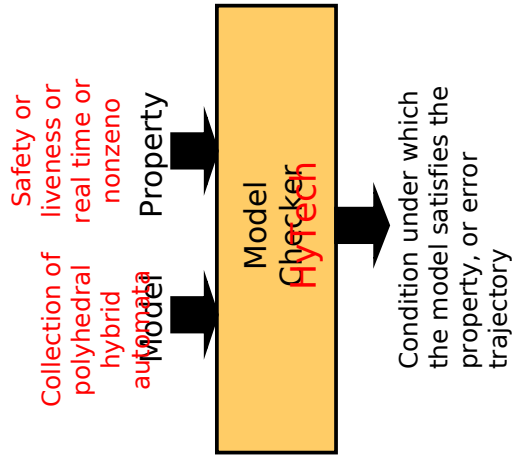 Collection of
polyhedral
hybrid
automata
Model
Safety or
liveness or
real time or
nonzeno
Property
Model
Checker
HyTech
Condition under which
the model satisfies the
property, or error
trajectory